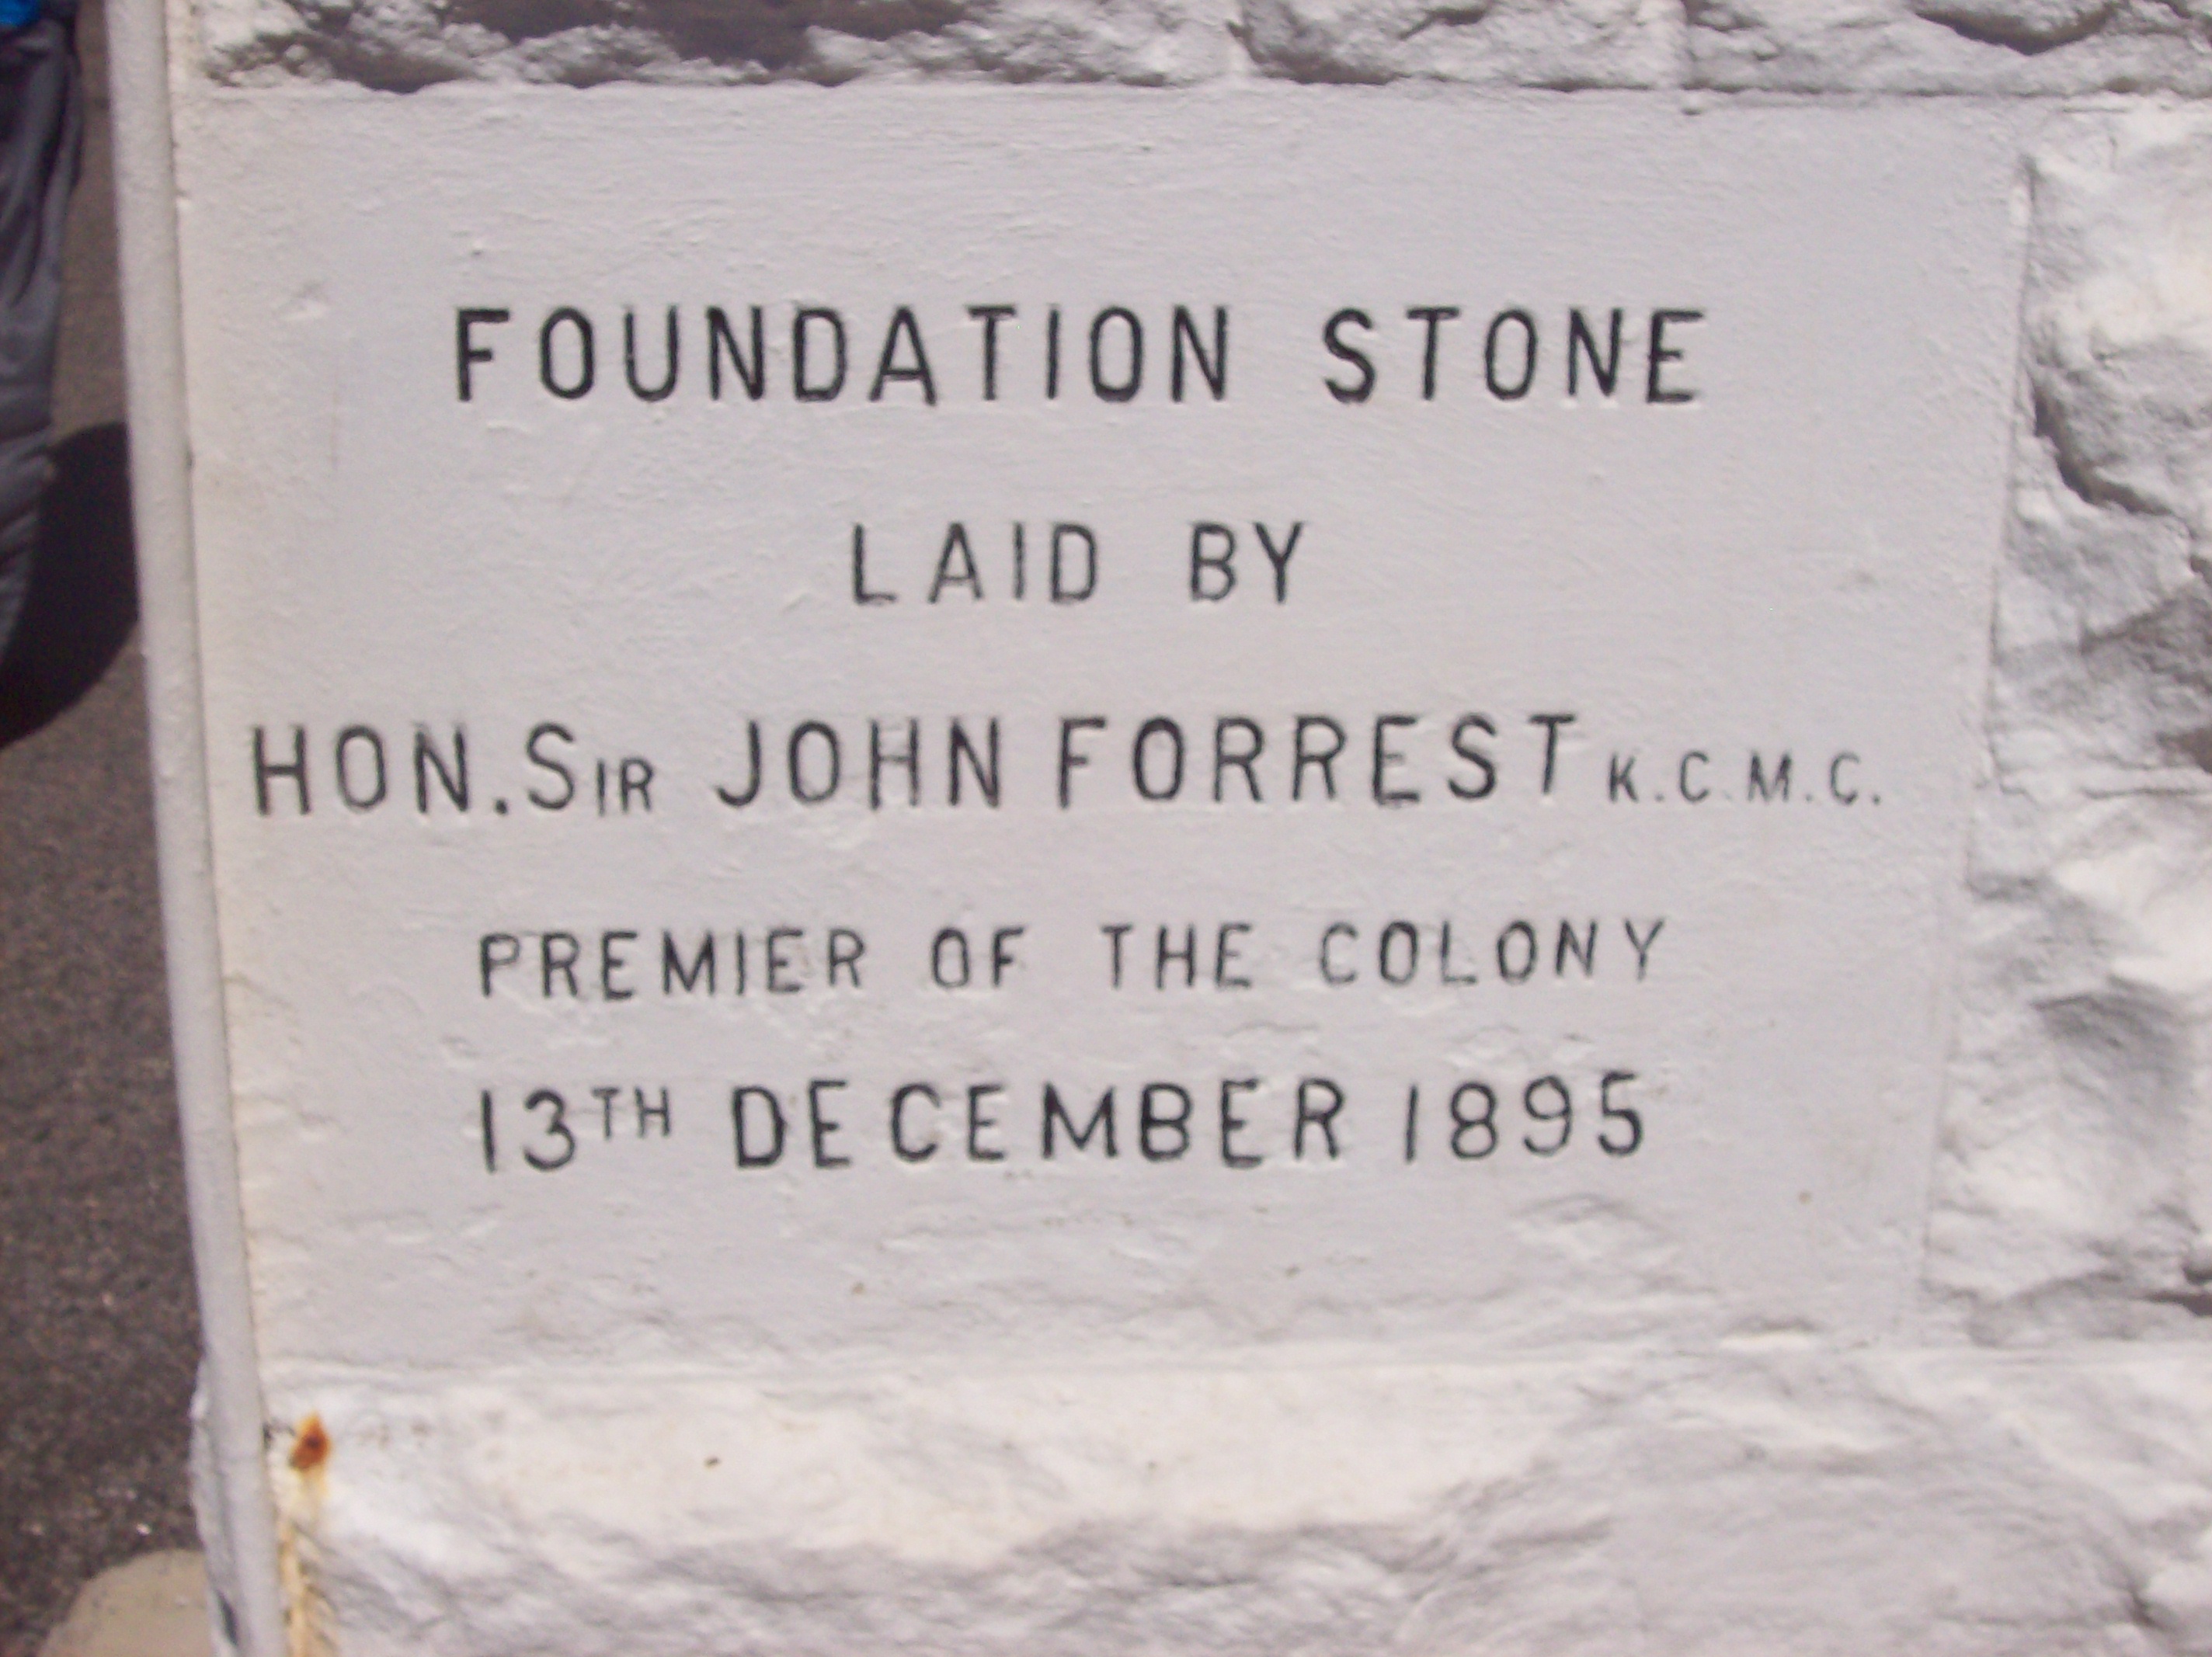 FOUNDATION STONE
LAID BY
HON. SIR JOHN FORREST K.C.M.C.
PREMIER OF THE COLONY
13TH DECEMBER 1895